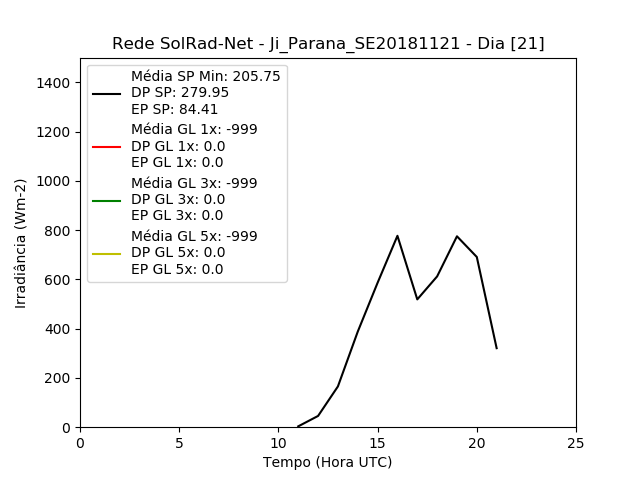 Rede SolRad-Net - Ji_Parana_SE20181121 - Dia [21]
Média SP Min: 205.75
DP SP: 279.95
EP SP: 84.41
Média GL 1x: -999
DP GL 1x: 0.0
EP GL 1x: 0.0
Média GL 3x: -999
DP GL 3x: 0.0
EP GL 3x: 0.0
Média GL 5x: -999
DP GL 5x: 0.0
EP GL 5x: 0.0
Irradiância (Wm-2)
1400
1200
1000
800
600
400
200
0
0 5 10 15 20 25
Tempo (Hora UTC)